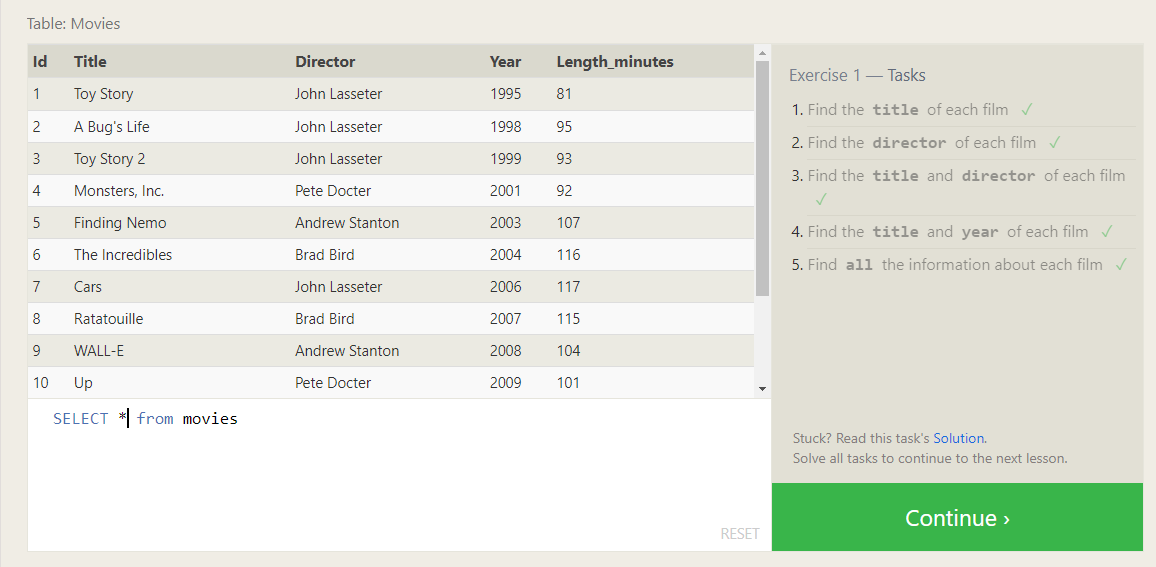 Table: Movies
Id Title Director Year Length_minutes
1 Toy Story John Lasseter 1995 81
2 A Bug's Life John Lasseter 1998 95
3 Toy Story 2 John Lasseter 1999 93
4 Monsters, Inc. Pete Docter 2001 92
5 Finding Nemo Andrew Stanton 2003 107
6 The Incredibles Brad Bird 2004 116
7 Cars John Lasseter 2006 117
8 Ratatouille Brad Bird 2007 115
9 WALL-E Andrew Stanton 2008 104
10 Up Pete Docter 2009 101
SELECT * from movies
RESET
Exercise 1 — Tasks
1. Find the title of each film ✓
2. Find the director of each film ✓
3. Find the title and director of each film
✓
4. Find the title and year of each film ✓
5. Find all the information about each film ✓
Stuck? Read this task's Solution.
Solve all tasks to continue to the next lesson.
Continue ›